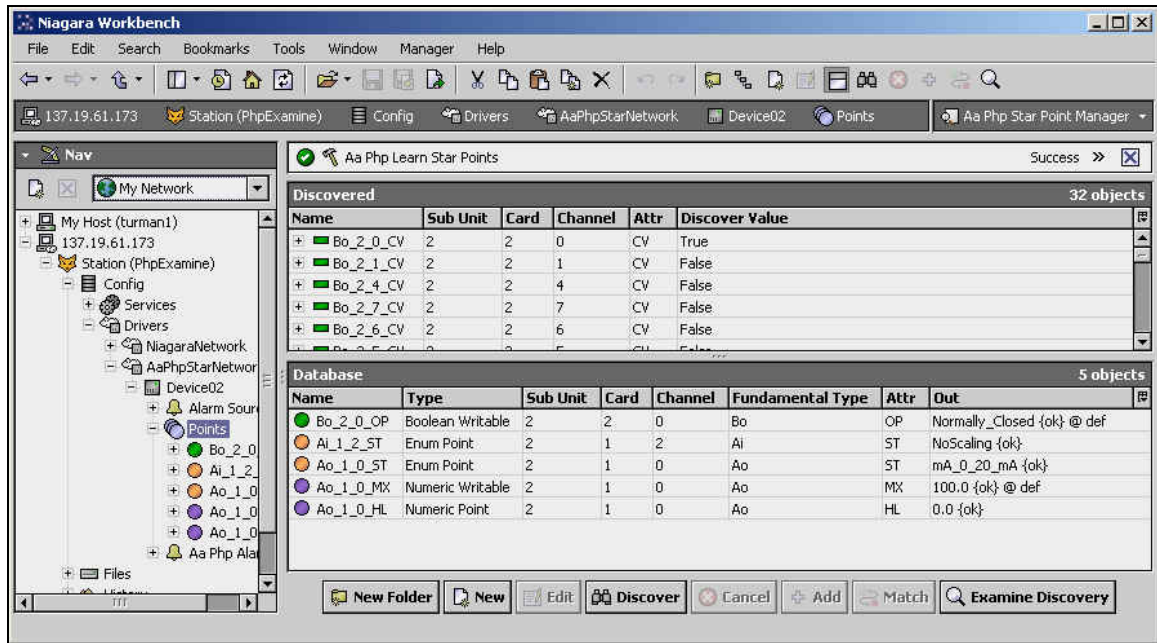 Niagara Workbench
File Edit Search Bookmarks Tools Window Manager Help
137.19.61.173 Station (PhpExamine) Config Drivers AaPhpStarNetwork Device02 Points Aa Php Star Point Manager
Nav
My Network
My Host (turman1)
137.19.61.173
Station (PhpExamine)
Config
Services
Drivers
NiagaraNetwork
AaPhpStarNetwor
Device02
Alarm Sour
Points
Bo_2_0
Ai_1_2_
Ao_1_0
Ao_1_0
Ao_1_0
Aa Php Alar
Files
Aa Php Learn Star Points Success »
Discovered 32 objects
Name Sub Unit Card Channel Attr Discover Value
Bo_2_0_CV 2 2 0 CV True
Bo_2_1_CV 2 2 1 CV False
Bo_2_4_CV 2 2 4 CV False
Bo_2_7_CV 2 2 7 CV False
Bo_2_6_CV 2 2 6 CV False
Database 5 objects
Name Type Sub Unit Card Channel Fundamental Type Attr Out
Bo_2_0_OP Boolean Writable 2 2 0 Bo OP Normally_Closed {ok} @ def
Ai_1_2_ST Enum Point 2 1 2 Ai ST NoScaling {ok}
Ao_1_0_ST Enum Point 2 1 0 Ao ST mA_0_20_mA {ok}
Ao_1_0_MX Numeric Writable 2 1 0 Ao MX 100.0 {ok} @ def
Ao_1_0_HL Numeric Point 2 1 0 Ao HL 0.0 {ok}
New Folder New Edit Discover Cancel Add Match Examine Discovery